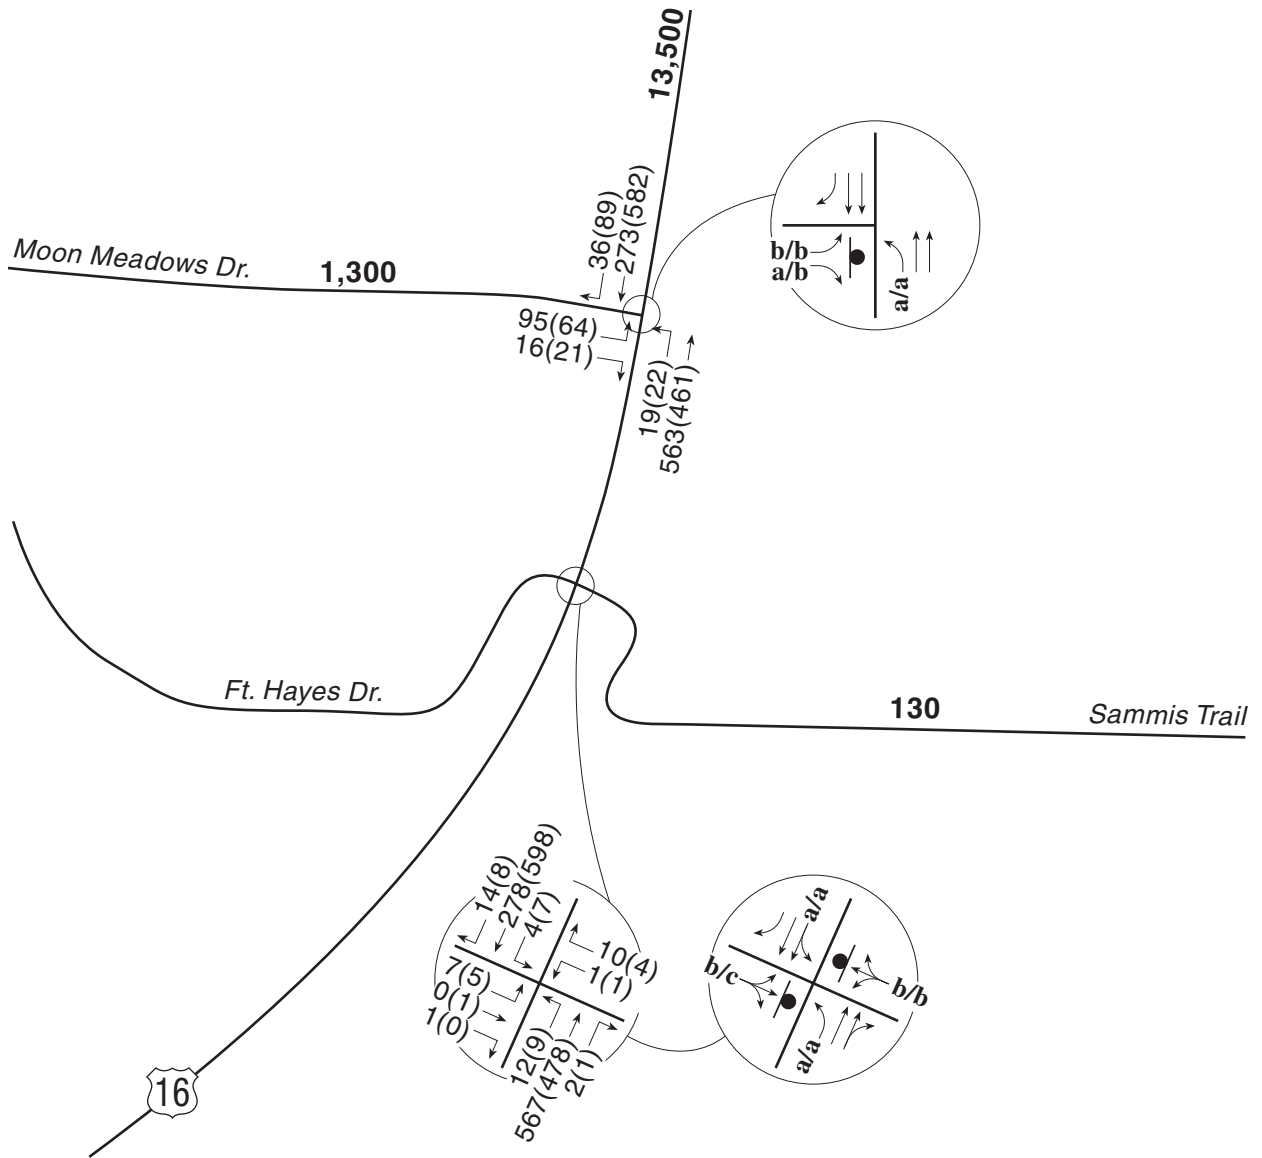 13,500
36(89)
273(582)
Moon Meadows Dr.
1,300
95(64)
16(21)
19(22)
563(461)
b/b
a/b
a/a
Ft. Hayes Dr.
130
Sammis Trail
14(8)
278(598)
4(7)
10(4)
1(1)
7(5)
0(1)
1(0)
12(9)
567(478)
2(1)
a/a
b/c
b/b
a/a
16